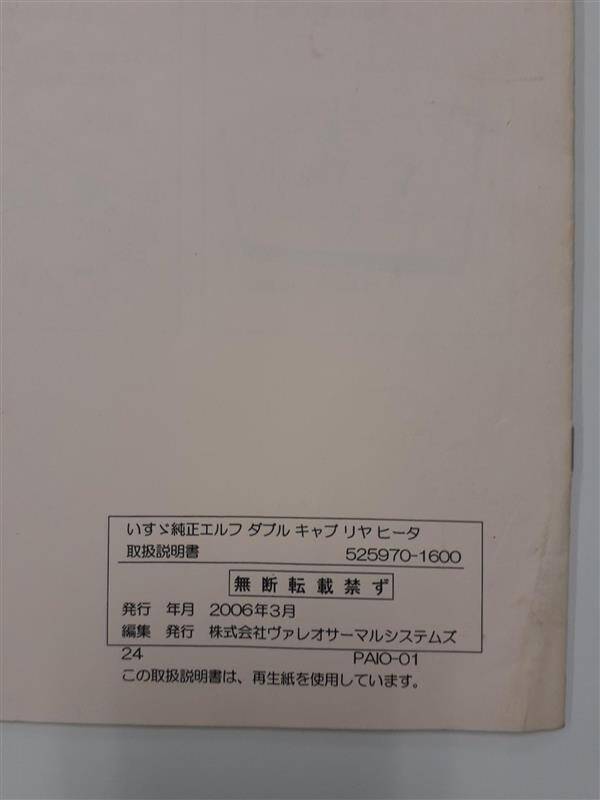 いすゞ純正エルフ ダブル キャブ リヤ ヒータ
取扱説明書 525970-1600
無断転載禁ず
発行 年月 2006年3月
編集 発行 株式会社ヴァレオサーマルシステムズ
24 PAIO-01
この取扱説明書は、再生紙を使用しています。